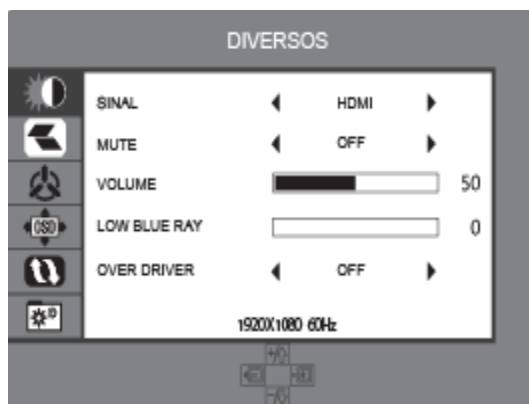 DIVERSOS
SINAL HDMI
MUTE OFF
VOLUME 50
OSD
LOW BLUE RAY 0
OVER DRIVER OFF
1920X1080 60Hz